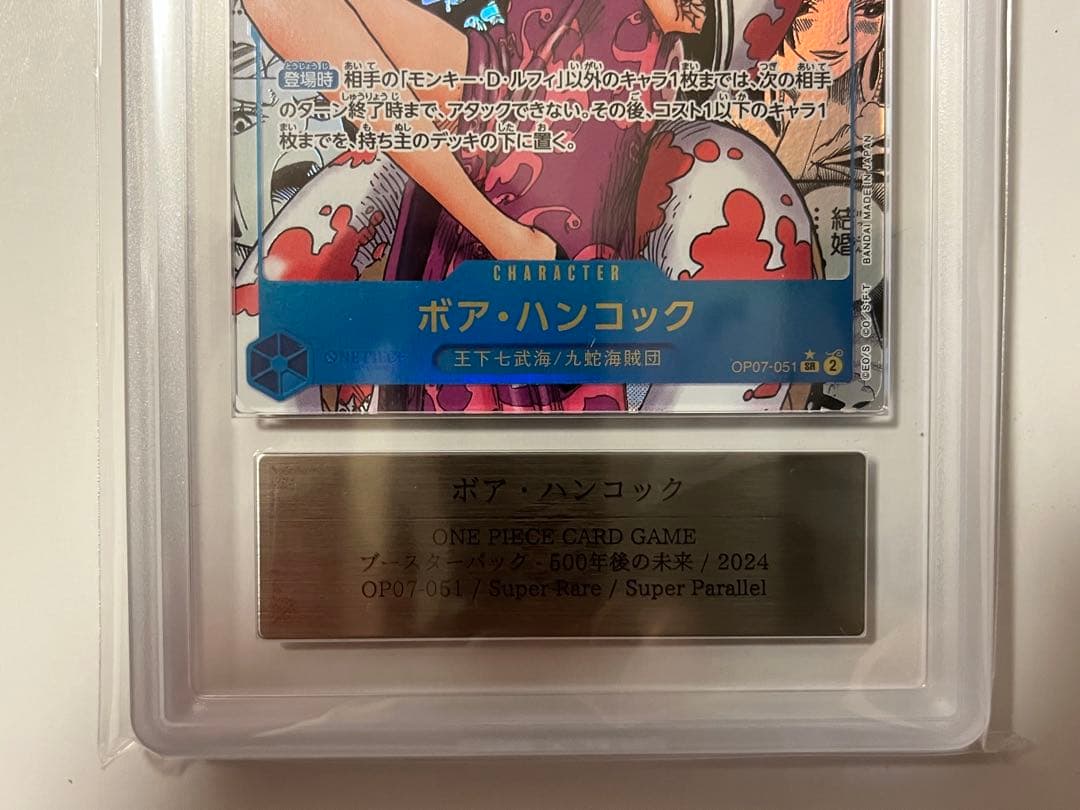 登場時 相手の「モンキー・D・ルフィ」以外のキャラ1枚までは、次の相手
のターン終了時まで、アタックできない。その後、コスト1以下のキャラ1
枚までを、持ち主のデッキの下に置く。
結婚
…
©E.O/S. CO/ S.F.T BANDAI MADE IN JAPAN
CHARACTER
ボア・ハンコック
ONE PIECE
王下七武海/九蛇海賊団
OP07-051 SR 2
ボア・ハンコック
ONE PIECE CARD GAME
ブースターパック - 500年後の未来 / 2024
OP07-051 / Super Rare / Super Parallel